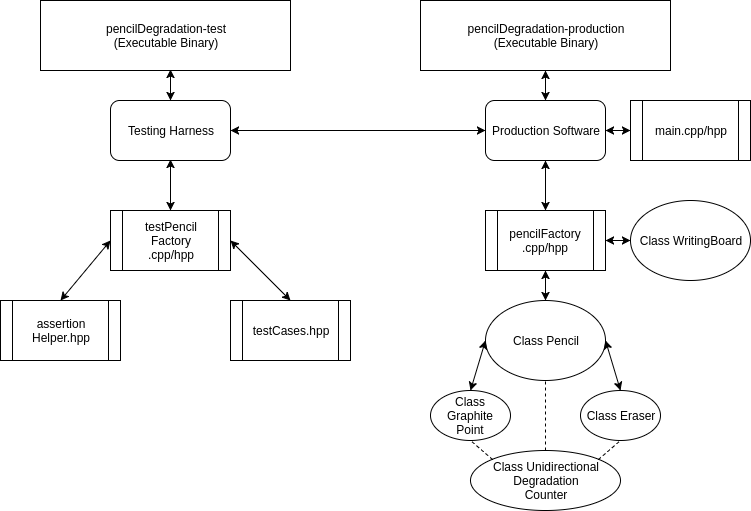 pencilDegradation-test
(Executable Binary)
pencilDegradation-production
(Executable Binary)
Testing Harness
Production Software
main.cpp/hpp
testPencil
Factory
.cpp/hpp
pencilFactory
.cpp/hpp
Class WritingBoard
assertion
Helper.hpp
testCases.hpp
Class Pencil
Class
Graphite
Point
Class Eraser
Class Unidirectional
Degradation
Counter